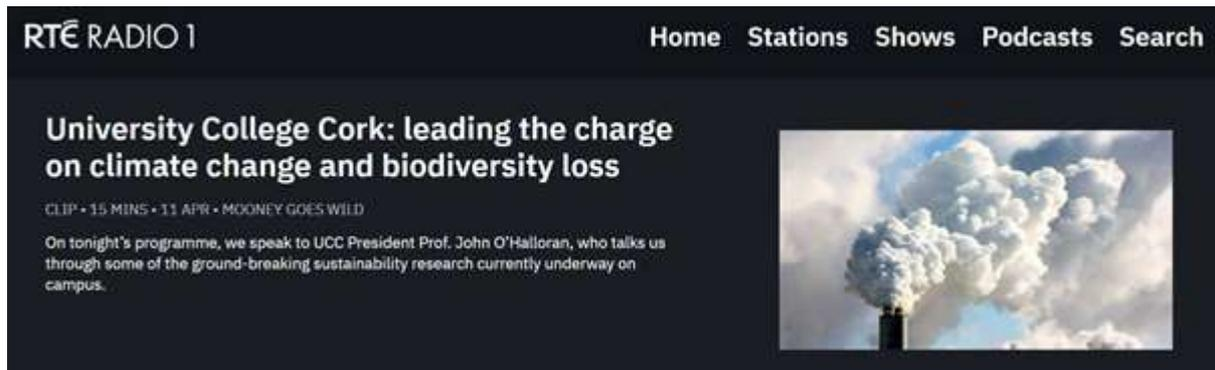 RTÉ RADIO 1
Home Stations Shows Podcasts Search
University College Cork: leading the charge
on climate change and biodiversity loss
CLIP • 15 MINS • 11 APR • MOONEY GOES WILD
On tonight's programme, we speak to UCC President Prof. John O'Halloran, who talks us
through some of the ground-breaking sustainability research currently underway on
campus.